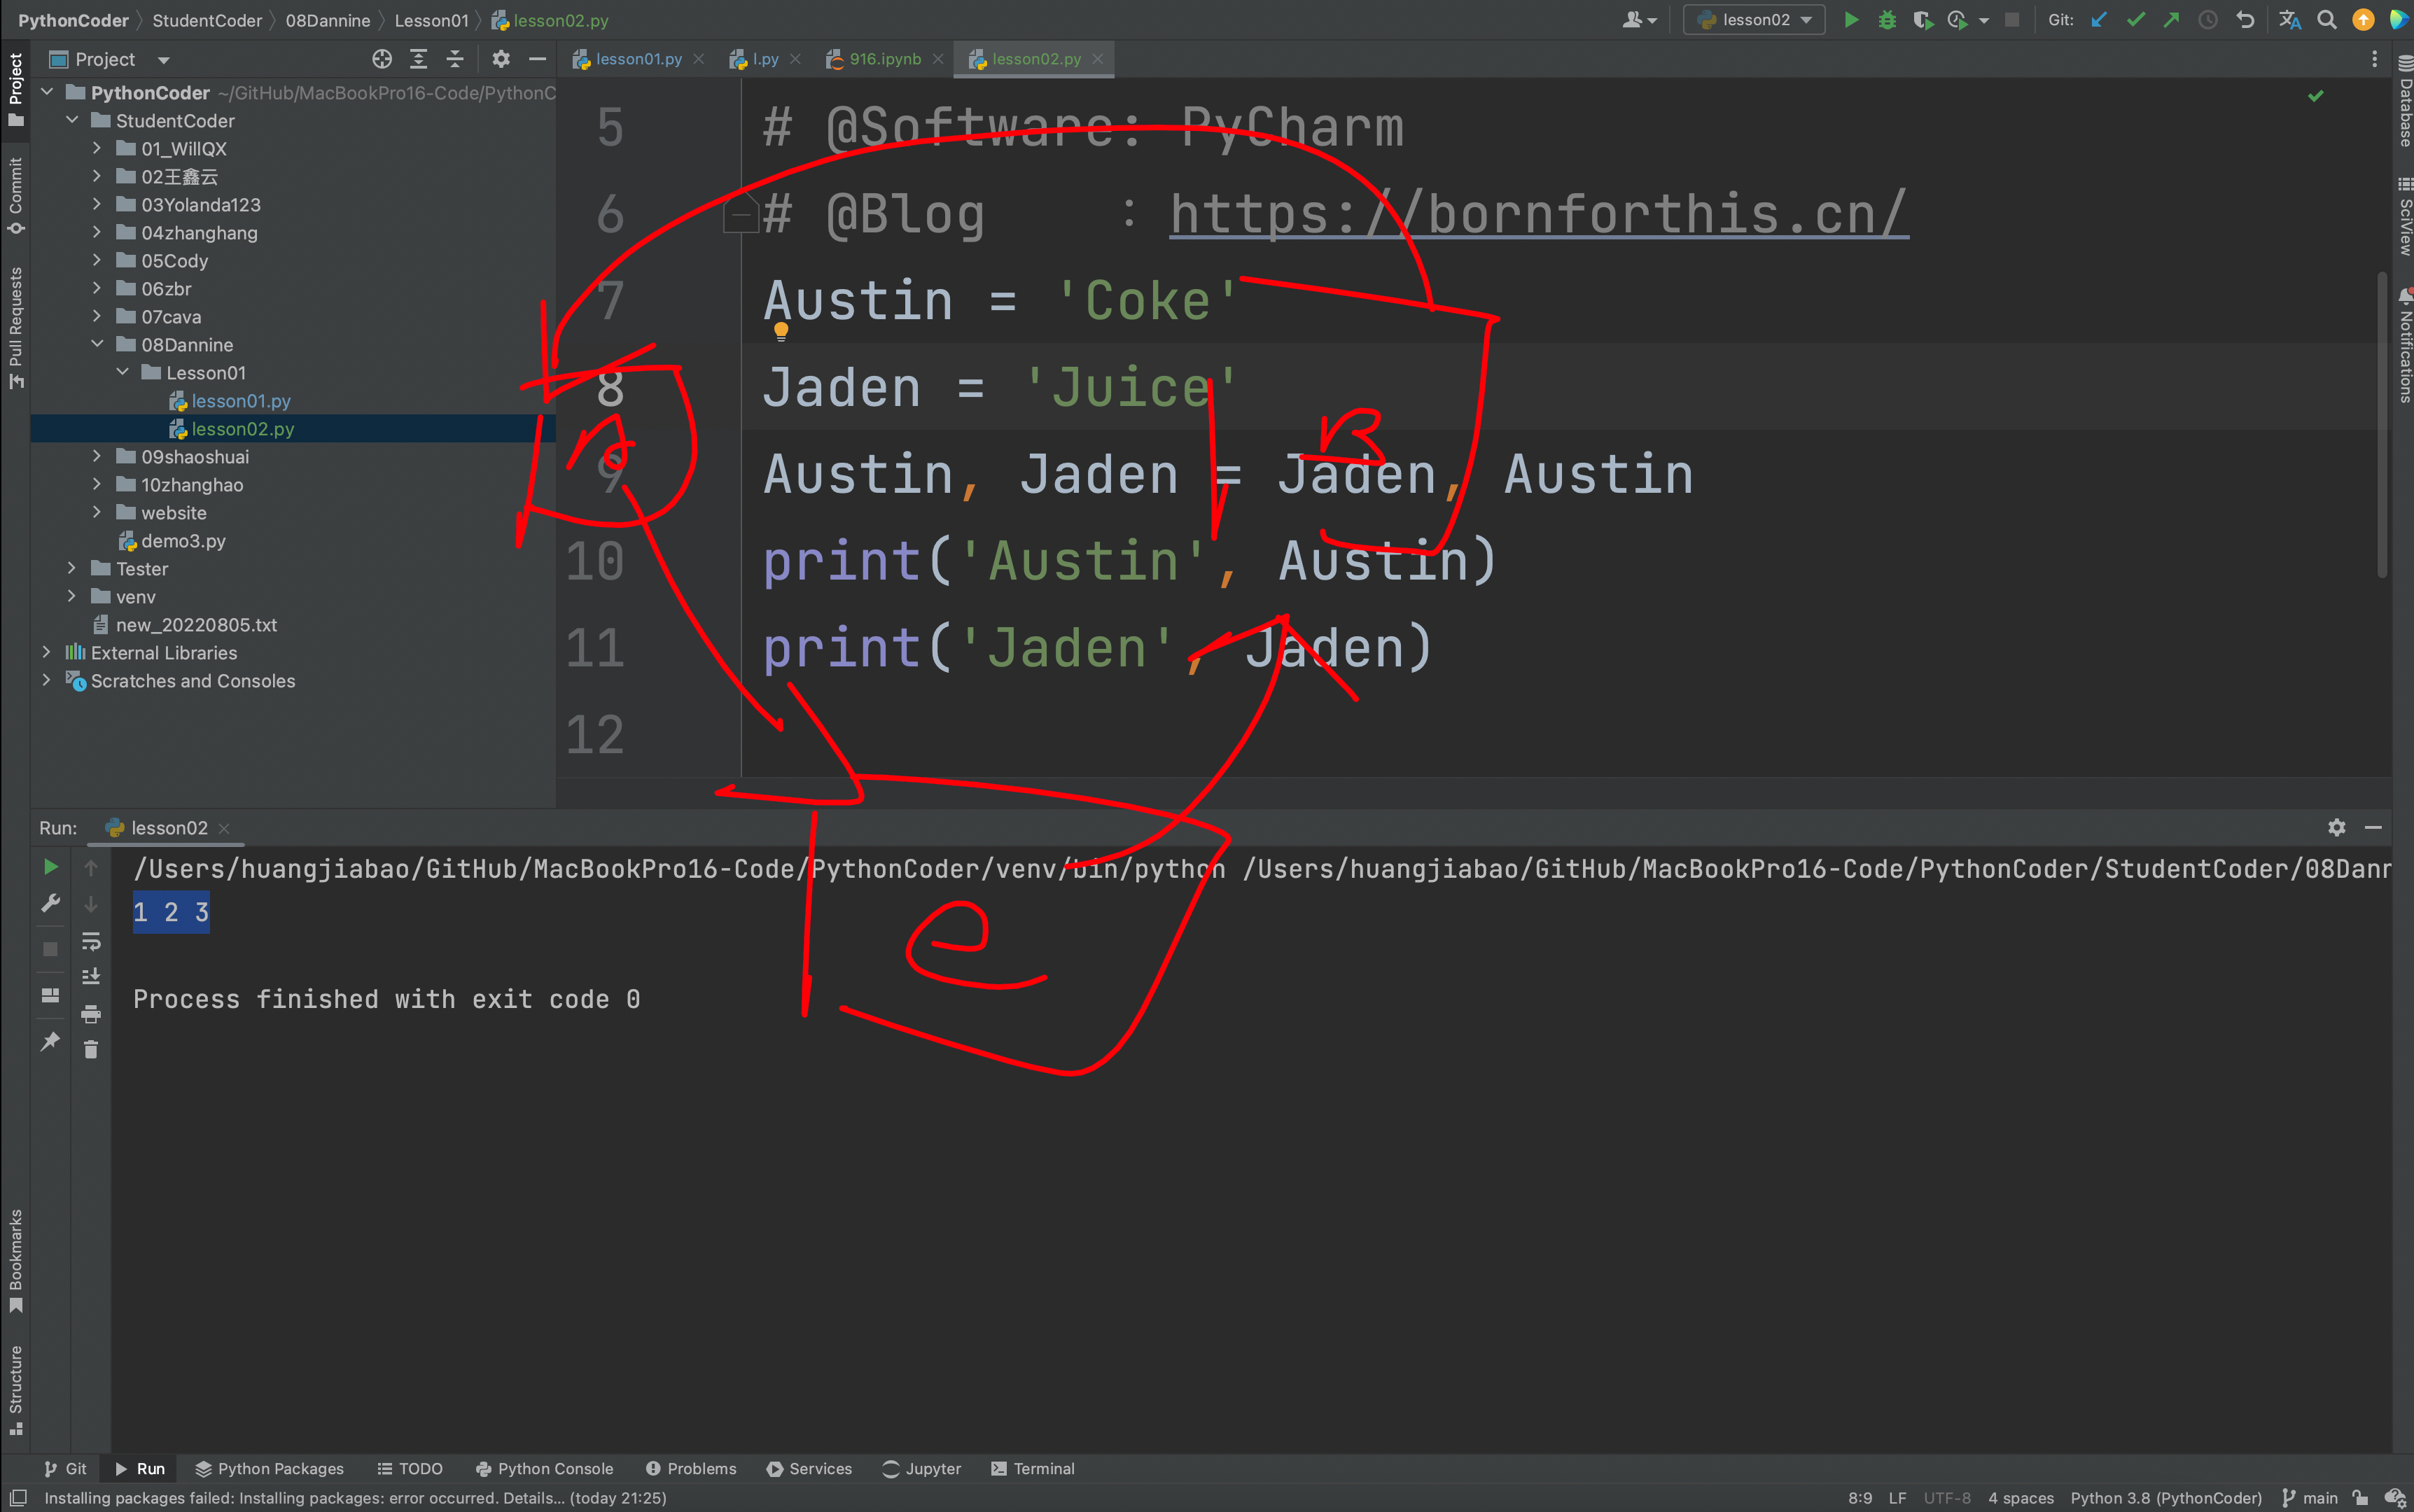 PythonCoder StudentCoder 08Dannine Lesson01 lesson02.py
lesson02 Git:
Project
lesson01.py l.py 916.ipynb lesson02.py
PythonCoder ~/GitHub/MacBookPro16-Code/PythonC
StudentCoder
01_WillQX
02王鑫云
03Yolanda123
04zhanghang
05Cody
06zbr
07cava
08Dannine
Lesson01
lesson01.py
lesson02.py
09shaoshuai
10zhanghao
website
demo3.py
Tester
venv
new_20220805.txt
External Libraries
Scratches and Consoles
5 # @Software: PyCharm
6 # @Blog : https://bornforthis.cn/
7 Austin = 'Coke'
8 Jaden = 'Juice'
9 Austin, Jaden = Jaden, Austin
10 print('Austin', Austin)
11 print('Jaden', Jaden)
12
B
e
Project
Commit
Pull Requests
Bookmarks
Structure
Database
SciView
Notifications
Run: lesson02
/Users/huangjiabao/GitHub/MacBookPro16-Code/PythonCoder/venv/bin/python /Users/huangjiabao/GitHub/MacBookPro16-Code/PythonCoder/StudentCoder/08Dann
1 2 3
Process finished with exit code 0
Git Run Python Packages TODO Python Console Problems Services Jupyter Terminal
Installing packages failed: Installing packages: error occurred. Details... (today 21:25)
8:9 LF UTF-8 4 spaces Python 3.8 (PythonCoder) main